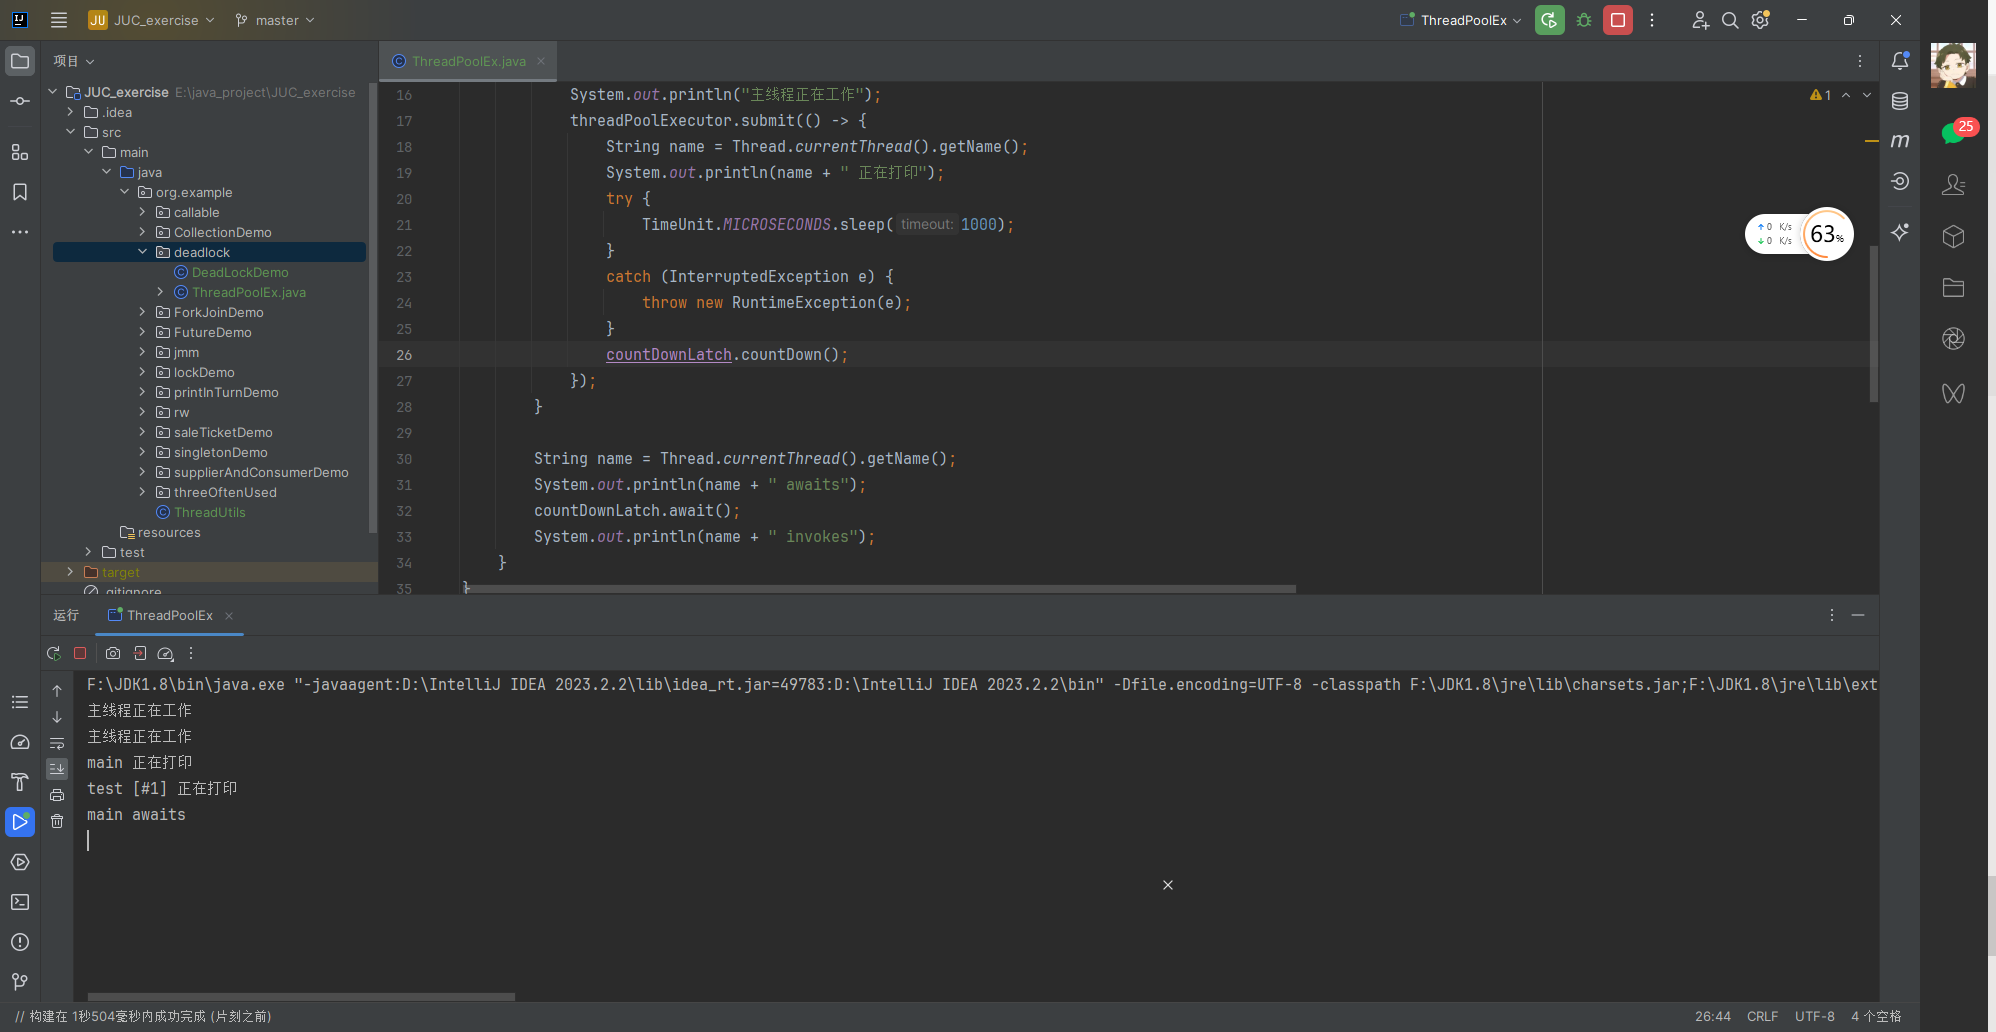 JU JUC_exercise master ThreadPoolEx
项目
ThreadPoolEx.java
JUC_exercise E:\java_project\JUC_exercise
.idea
src
main
java
org.example
callable
CollectionDemo
deadlock
DeadLockDemo
ThreadPoolEx.java
ForkJoinDemo
FutureDemo
jmm
lockDemo
printlnTurnDemo
rw
saleTicketDemo
singletonDemo
supplierAndConsumerDemo
threeOftenUsed
ThreadUtils
resources
test
target
.gitignore
16 System.out.println("主线程正在工作");
17 threadPoolExecutor.submit(() -> {
18 String name = Thread.currentThread().getName();
19 System.out.println(name + " 正在打印");
20 try {
21 TimeUnit.MICROSECONDS.sleep( timeout: 1000);
22 }
23 catch (InterruptedException e) {
24 throw new RuntimeException(e);
25 }
26 countDownLatch.countDown();
27 });
28 }
29
30 String name = Thread.currentThread().getName();
31 System.out.println(name + " awaits");
32 countDownLatch.await();
33 System.out.println(name + " invokes");
34 }
35 }
1
25
0 K/s
0 K/s
63%
运行 ThreadPoolEx
F:\JDK1.8\bin\java.exe "-javaagent:D:\IntelliJ IDEA 2023.2.2\lib\idea_rt.jar=49783:D:\IntelliJ IDEA 2023.2.2\bin" -Dfile.encoding=UTF-8 -classpath F:\JDK1.8\jre\lib\charsets.jar;F:\JDK1.8\jre\lib\ext
主线程正在工作
主线程正在工作
main 正在打印
test [#1] 正在打印
main awaits
// 构建在 1秒504毫秒内成功完成 (片刻之前)
26:44 CRLF UTF-8 4 个空格